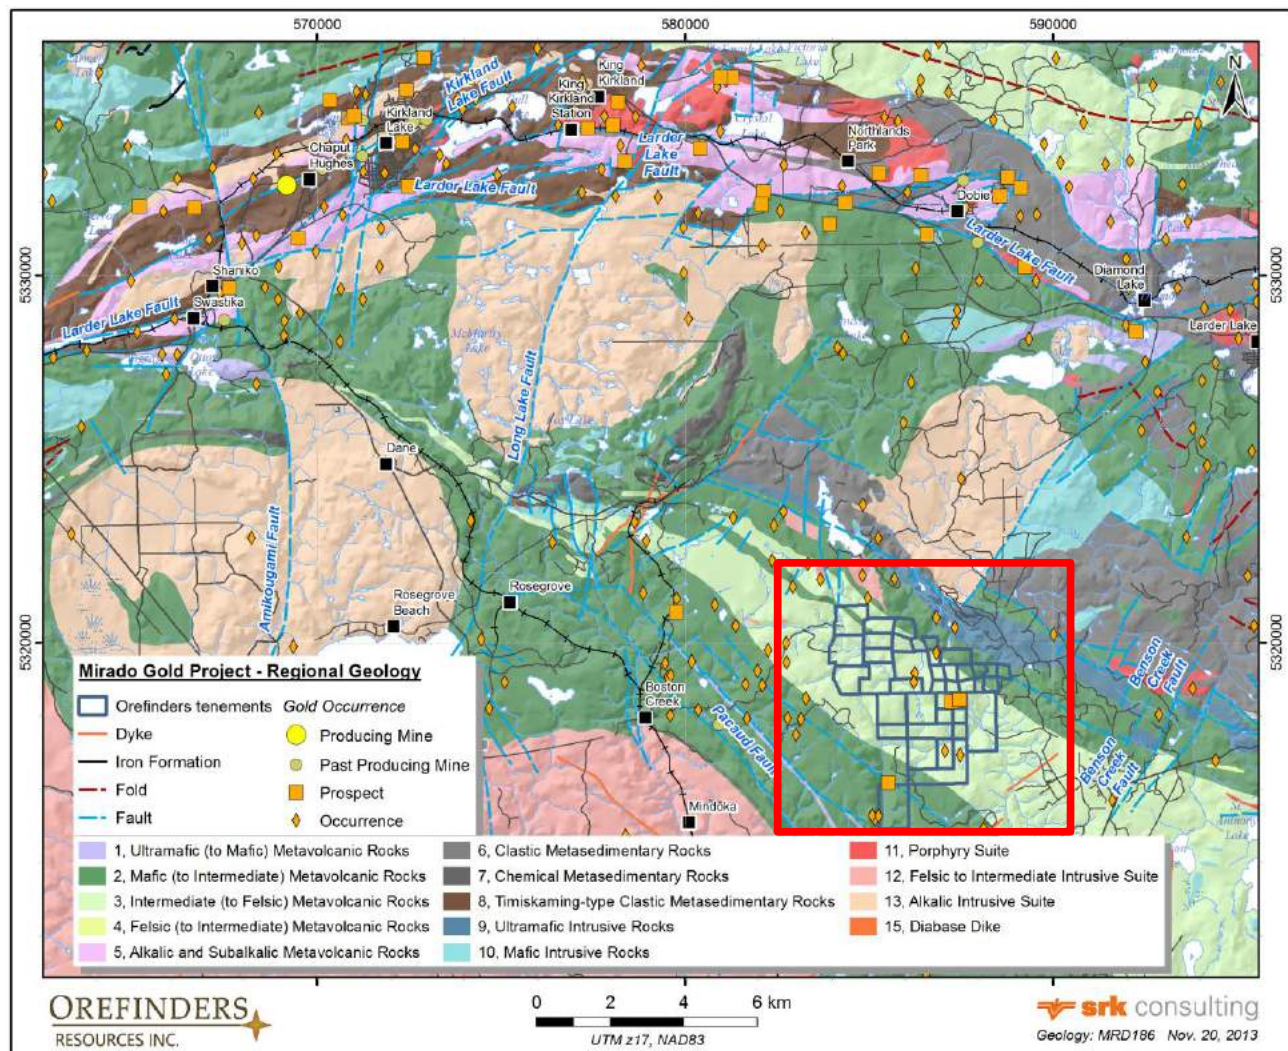 570000
580000
590000
N
Kirkland
Lake Fault
King
Kirkland
King
Kirkland
Station
Kirkland
Lake
Chaput
Hughes
Larder
Lake
Fault
Northlands
Park
Larder Lake Fault
Dobie
Larder Lake Fault
5330000
5330000
Shaniko
Diamond
Lake
Swastika
Larder Lake Fault
Larder Lake
McMurty
Lake
Long Lake Fault
Dane
Amikougami Fault
Rosegrove
Rosegrove
Beach
5320000
5320000
Boston
Creek
Pacaud Fault
Benson
Creek
Fault
Benson
Creek
Fault
Mindoka
Mirado Gold Project - Regional Geology
Orefinders tenements
Gold Occurrence
Dyke
Producing Mine
Iron Formation
Past Producing Mine
Fold
Prospect
Fault
Occurrence
1, Ultramafic (to Mafic) Metavolcanic Rocks
2, Mafic (to Intermediate) Metavolcanic Rocks
3, Intermediate (to Felsic) Metavolcanic Rocks
4, Felsic (to Intermediate) Metavolcanic Rocks
5, Alkalic and Subalkalic Metavolcanic Rocks
6, Clastic Metasedimentary Rocks
7, Chemical Metasedimentary Rocks
8, Timiskaming-type Clastic Metasedimentary Rocks
9, Ultramafic Intrusive Rocks
10, Mafic Intrusive Rocks
11, Porphyry Suite
12, Felsic to Intermediate Intrusive Suite
13, Alkalic Intrusive Suite
15, Diabase Dike
OREFINDERS
RESOURCES INC.
0 2 4 6 km
UTM z17, NAD83
srk consulting
Geology: MRD186 Nov. 20, 2013